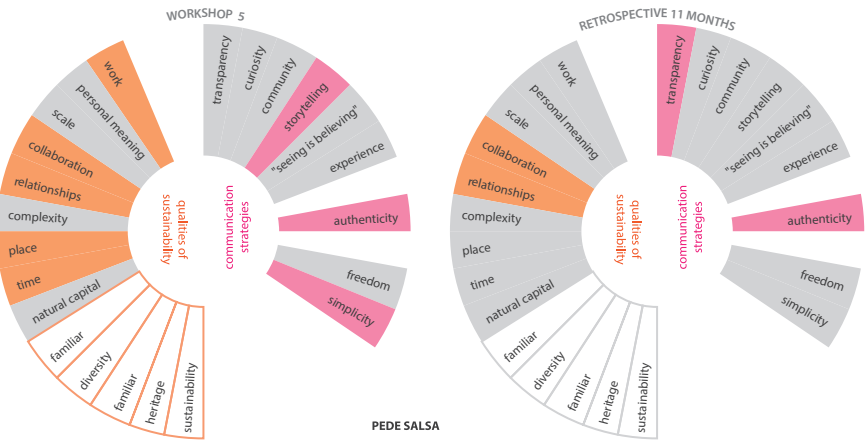 WORKSHOP 5
work
personal meaning
scale
collaboration
relationships
complexity
place
time
natural capital
familiar
diversity
familiar
heritage
sustainability
qualities of
sustainability
communication
strategies
transparency
curiosity
community
storytelling
"seeing is believing"
experience
authenticity
freedom
simplicity
RETROSPECTIVE 11 MONTHS
work
personal meaning
scale
collaboration
relationships
complexity
place
time
natural capital
familiar
diversity
familiar
heritage
sustainability
qualities of
sustainability
communication
strategies
transparency
curiosity
community
storytelling
"seeing is believing"
experience
authenticity
freedom
simplicity
PEDE SALSA